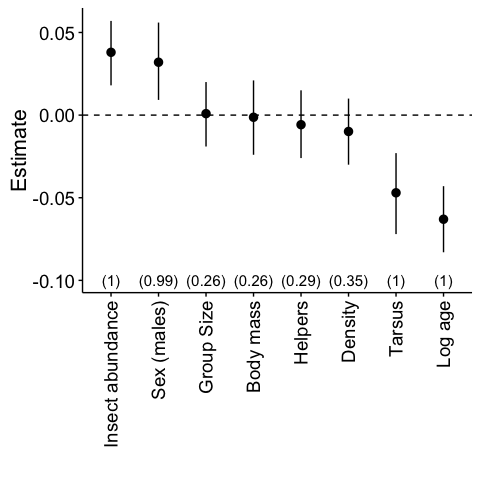 Estimate
0.05
0.00
-0.05
-0.10
(1) (0.99) (0.26) (0.26) (0.29) (0.35) (1) (1)
Insect abundance
Sex (males)
Group Size
Body mass
Helpers
Density
Tarsus
Log age